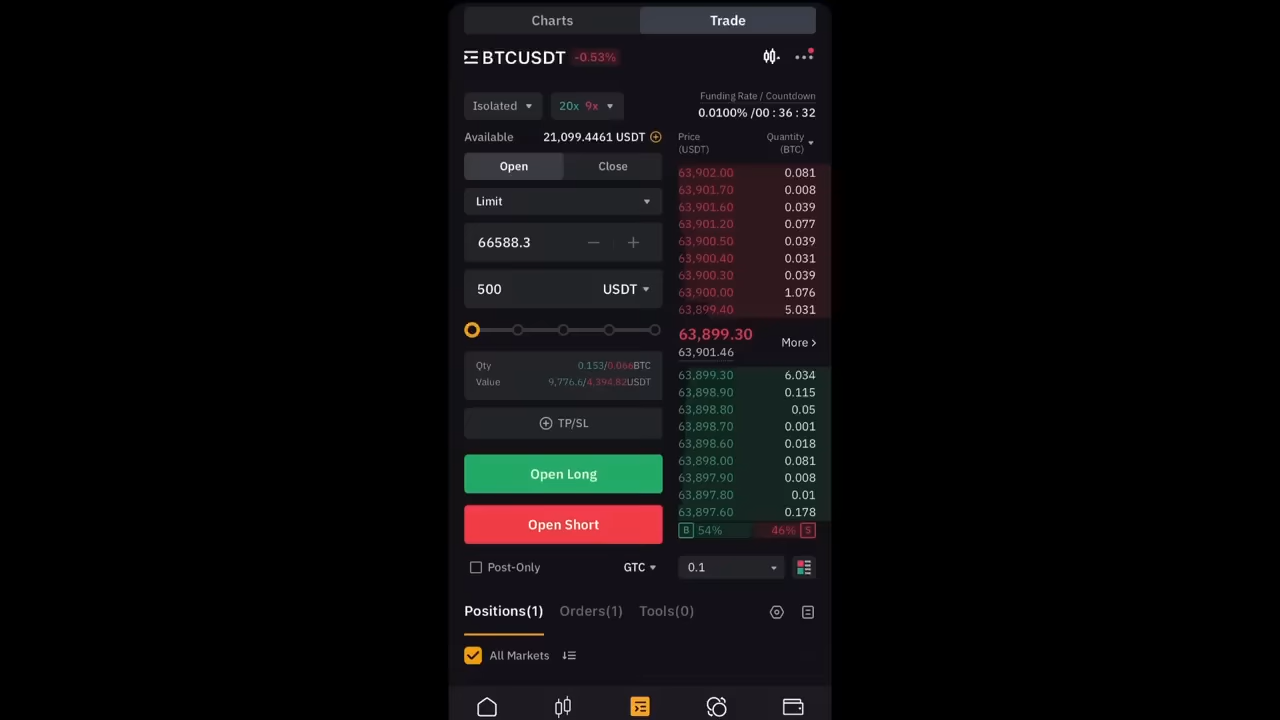 Charts Trade
BTCUSDT -0.53%
Isolated 20x 9x
Funding Rate / Countdown
0.0100% /00 : 36 : 32
Available 21,099.4461 USDT
Price Quantity
(USDT) (BTC)
Open Close
63,902.00 0.081
63,901.70 0.008
Limit
63,901.60 0.039
63,901.20 0.077
66588.3
63,900.50 0.039
63,900.40 0.031
63,900.30 0.039
500 USDT
63,900.00 1.076
63,899.40 5.031
63,899.30
More >
63,901.46
Qty 0.153/0.066BTC
Value 9,776.6/4,394.82USDT
63,899.30 6.034
63,898.90 0.115
63,898.80 0.05
TP/SL
63,898.70 0.001
63,898.60 0.018
63,898.00 0.081
Open Long
63,897.90 0.008
63,897.80 0.01
63,897.60 0.178
Open Short
B 54% 46% S
Post-Only GTC 0.1
Positions(1) Orders(1) Tools(0)
All Markets